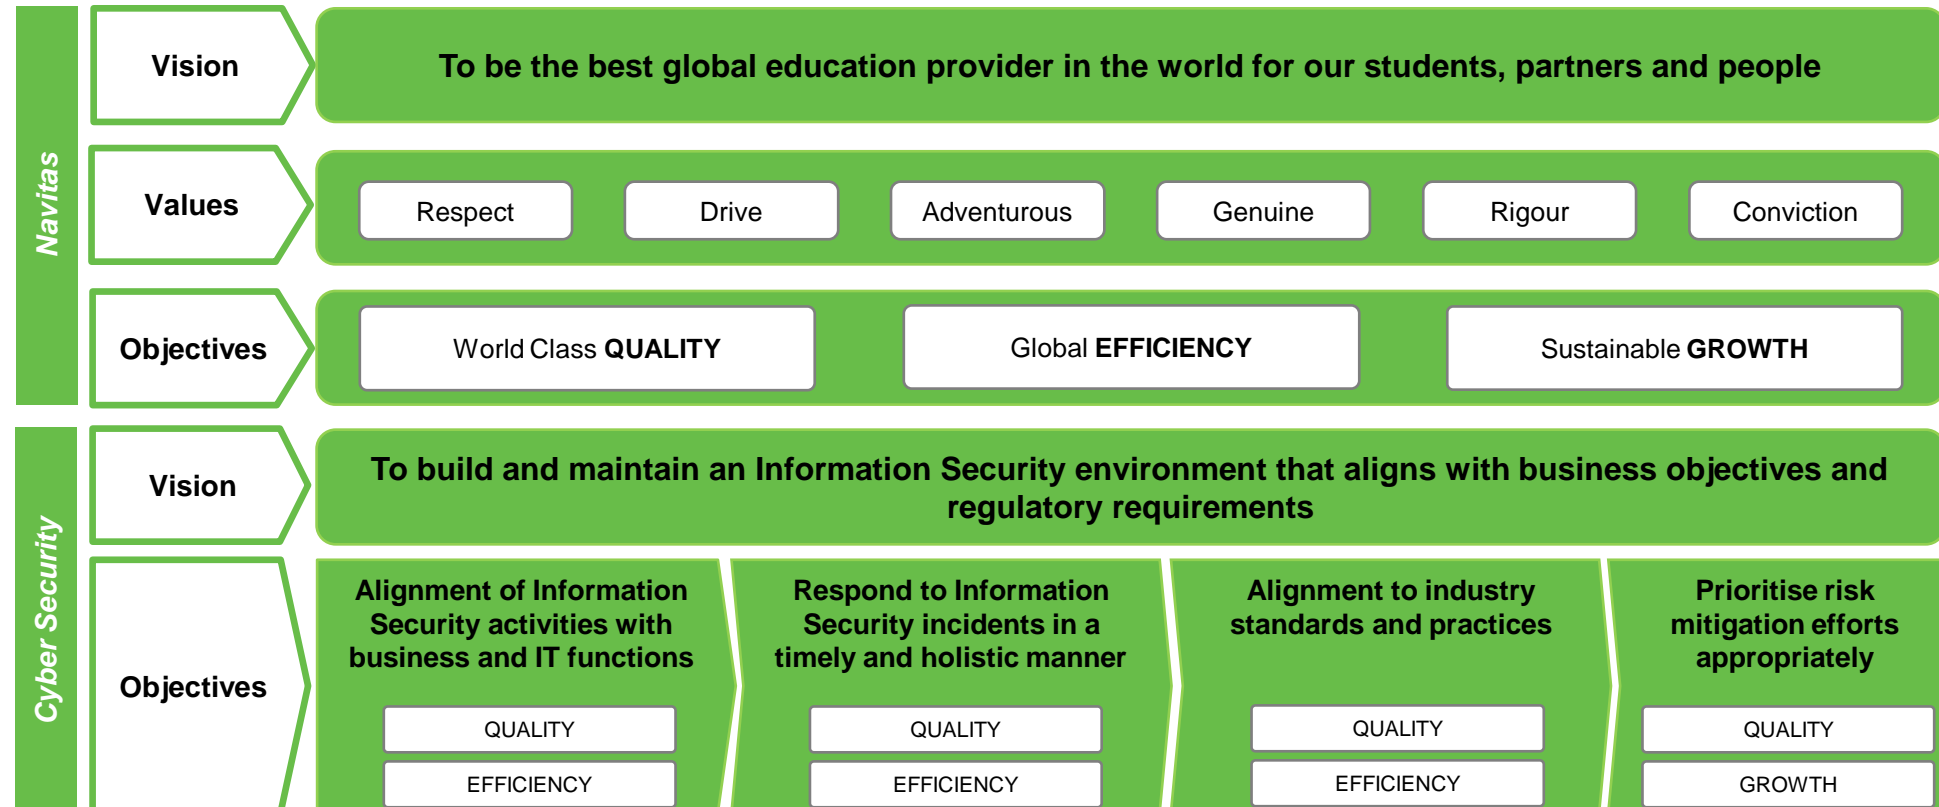 Navitas
Vision
To be the best global education provider in the world for our students, partners and people
Values
Respect
Drive
Adventurous
Genuine
Rigour
Conviction
Objectives
World Class QUALITY
Global EFFICIENCY
Sustainable GROWTH
Cyber Security
Vision
To build and maintain an Information Security environment that aligns with business objectives and
regulatory requirements
Objectives
Alignment of Information
Security activities with
business and IT functions
QUALITY
EFFICIENCY
Respond to Information
Security incidents in a
timely and holistic manner
QUALITY
EFFICIENCY
Alignment to industry
standards and practices
QUALITY
EFFICIENCY
Prioritise risk
mitigation efforts
appropriately
QUALITY
GROWTH